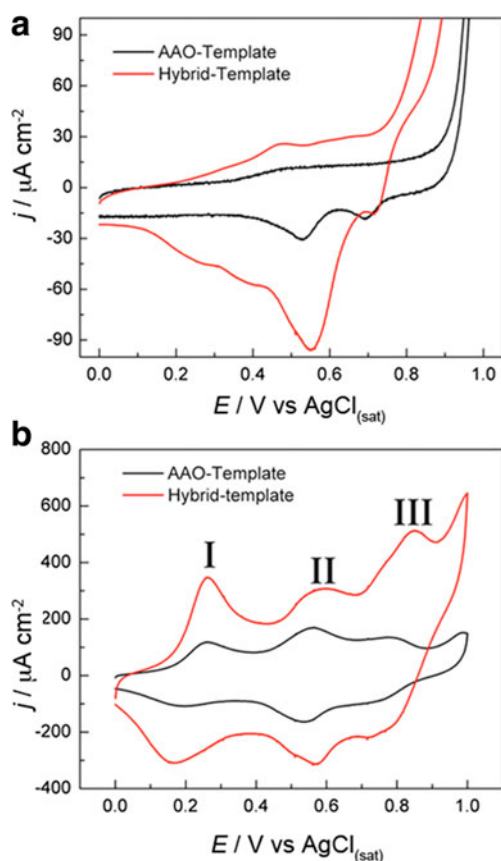 a
90
60
30
0
-30
-60
-90
j / μA cm⁻²
AAO-Template
Hybrid-Template
0.0 0.2 0.4 0.6 0.8 1.0
E / V vs AgCl(sat)
b
800
600
400
200
0
-200
-400
j / μA cm⁻²
AAO-Template
Hybrid-template
I
II
III
0.0 0.2 0.4 0.6 0.8 1.0
E / V vs AgCl(sat)